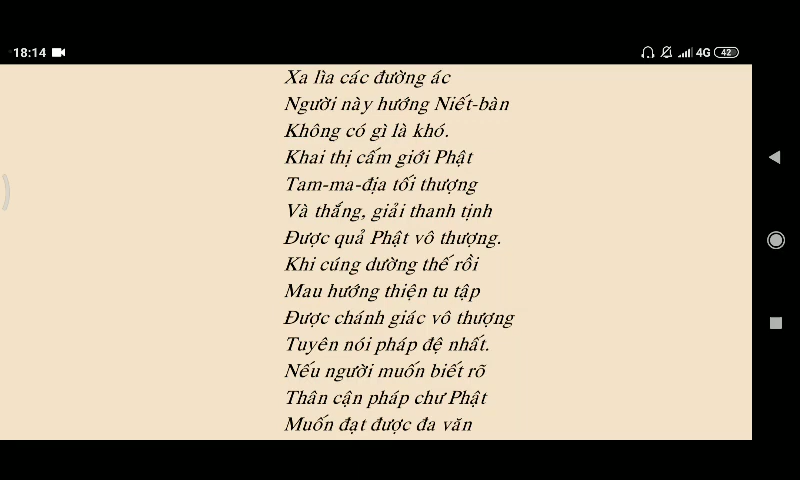 18:14
4G 42
Xa lìa các đường ác
Người này hướng Niết-bàn
Không có gì là khó.
Khai thị cấm giới Phật
Tam-ma-địa tối thượng
Và thắng, giải thanh tịnh
Được quả Phật vô thượng.
Khi cúng dường thế rồi
Mau hướng thiện tu tập
Được chánh giác vô thượng
Tuyên nói pháp đệ nhất.
Nếu người muốn biết rõ
Thân cận pháp chư Phật
Muốn đạt được đa văn